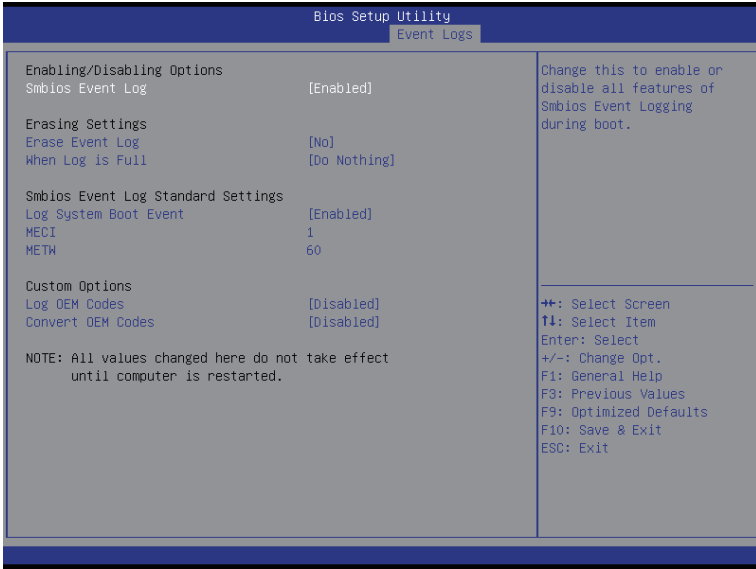 Bios Setup Utility
Event Logs
Enabling/Disabling Options
Smbios Event Log [Enabled]
Erasing Settings
Erase Event Log [No]
When Log is Full [Do Nothing]
Smbios Event Log Standard Settings
Log System Boot Event [Enabled]
MECI 1
METW 60
Custom Options
Log OEM Codes [Disabled]
Convert OEM Codes [Disabled]
NOTE: All values changed here do not take effect
until computer is restarted.
Change this to enable or
disable all features of
Smbios Event Logging
during boot.
→←: Select Screen
↑↓: Select Item
Enter: Select
+/-: Change Opt.
F1: General Help
F3: Previous Values
F9: Optimized Defaults
F10: Save & Exit
ESC: Exit